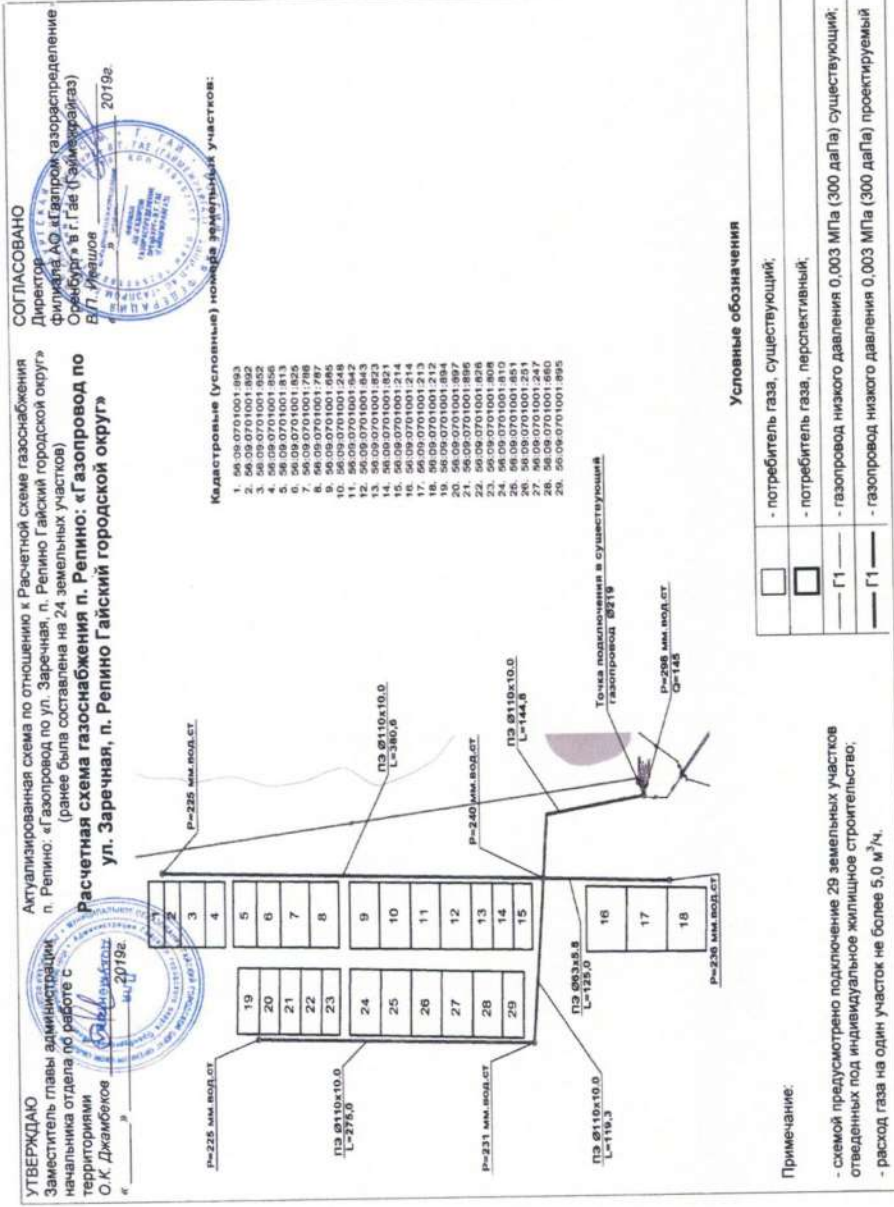 УТВЕРЖДАЮ
Заместитель главы администрации
начальника отдела по работе с
территориями
О.К. Джамбеков
« » 2019г.
Актуализированная схема по отношению к Расчетной схеме газоснабжения
п. Репино: «Газопровод по ул. Заречная, п. Репино Гайский городской округ»
(ранее была составлена на 24 земельных участков)
Расчетная схема газоснабжения п. Репино: «Газопровод по
ул. Заречная, п. Репино Гайский городской округ»
СОГЛАСОВАНО
Директор
филиала АО «Газпром газораспределение
Оренбург» в г.Гае (Гаймежрайгаз)
В.П. Ивашов
« » 2019г.
Кадастровые (условные) номера земельных участков:
1. 56:09:0701001:893
2. 56:09:0701001:892
3. 56:09:0701001:652
4. 56:09:0701001:856
5. 56:09:0701001:813
6. 56:09:0701001:825
7. 56:09:0701001:788
8. 56:09:0701001:787
9. 56:09:0701001:685
10. 56:09:0701001:248
11. 56:09:0701001:642
12. 56:09:0701001:643
13. 56:09:0701001:823
14. 56:09:0701001:821
15. 56:09:0701001:214
16. 56:09:0701001:214
17. 56:09:0701001:213
18. 56:09:0701001:212
19. 56:09:0701001:894
20. 56:09:0701001:897
21. 56:09:0701001:896
22. 56:09:0701001:826
23. 56:09:0701001:808
24. 56:09:0701001:810
25. 56:09:0701001:651
26. 56:09:0701001:251
27. 56:09:0701001:247
28. 56:09:0701001:660
29. 56:09:0701001:895
P=225 мм.вод.ст
1
2
3
4
5
6
7
8
9
10
11
12
13
14
15
16
17
18
19
20
21
22
23
24
25
26
27
28
29
P=225 мм.вод.ст
ПЭ Ø110x10.0
L=380,6
ПЭ Ø110x10.0
L=275,0
P=231 мм.вод.ст
P=240 мм.вод.ст
ПЭ Ø110x10.0
L=144,8
Точка подключения в существующий
газопровод Ø219
P=298 мм.вод.ст
Q=145
ПЭ Ø63x5.8
L=125,0
ПЭ Ø110x10.0
L=119,3
P=236 мм.вод.ст
Примечание:
- схемой предусмотрено подключение 29 земельных участков
отведенных под индивидуальное жилищное строительство;
- расход газа на один участок не более 5,0 м³/ч.
Условные обозначения
- потребитель газа, существующий;
- потребитель газа, перспективный;
Г1 - газопровод низкого давления 0,003 МПа (300 даПа) существующий;
Г1 - газопровод низкого давления 0,003 МПа (300 даПа) проектируемый